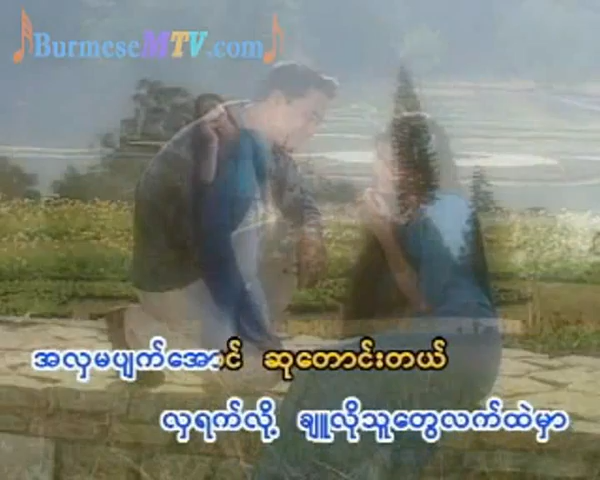 BurmeseMTV.com
အလှမပျက်အောင် ဆုတောင်းတယ်
လှရက်လို့ ချူလိုသူတွေလက်ထဲမှာ